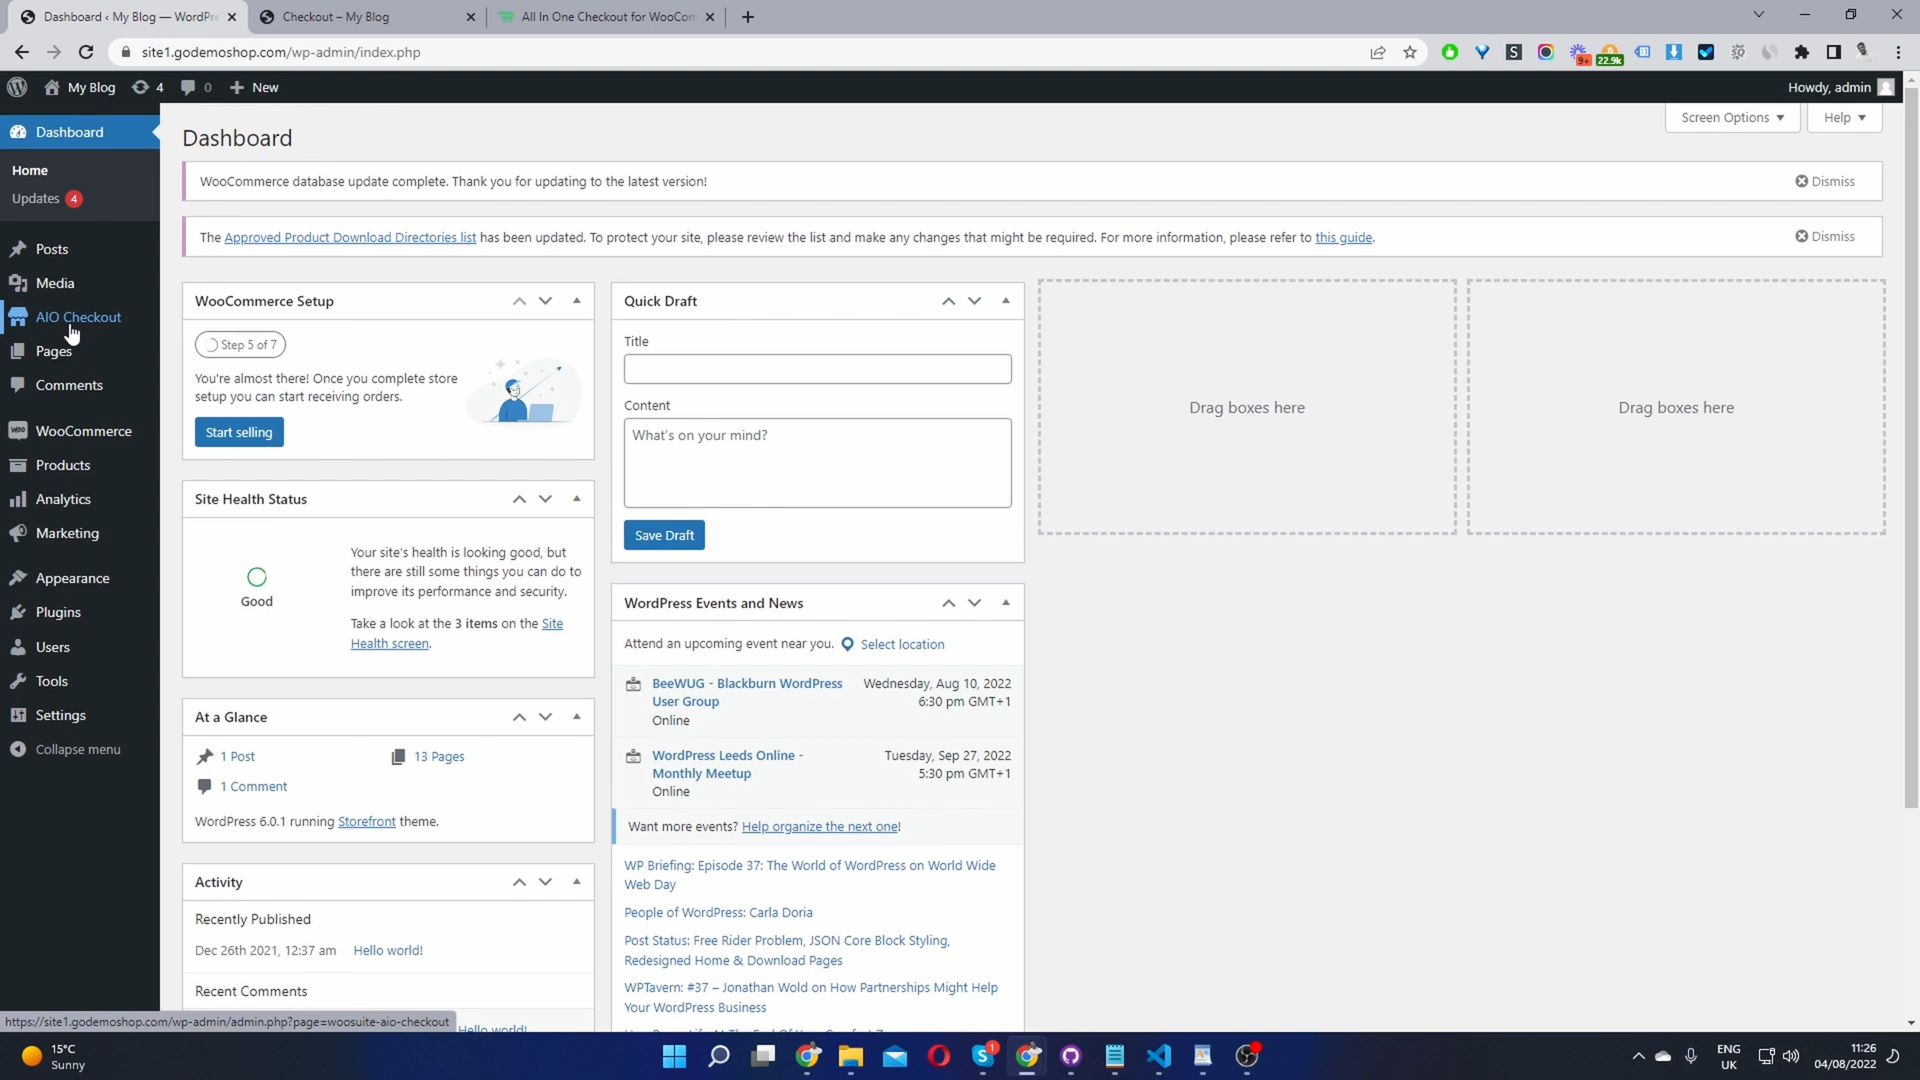 Dashboard ‹ My Blog — WordPre
Checkout – My Blog
All In One Checkout for WooCom
site1.godemoshop.com/wp-admin/index.php
9+
22.9k
My Blog
4
0
New
Howdy, admin
Dashboard
Home
Updates 4
Posts
Media
AIO Checkout
Pages
Comments
WooCommerce
Products
Analytics
Marketing
Appearance
Plugins
Users
Tools
Settings
Collapse menu
Screen Options
Help
Dashboard
WooCommerce database update complete. Thank you for updating to the latest version!
Dismiss
The Approved Product Download Directories list has been updated. To protect your site, please review the list and make any changes that might be required. For more information, please refer to this guide.
Dismiss
WooCommerce Setup
Step 5 of 7
You're almost there! Once you complete store
setup you can start receiving orders.
Start selling
Site Health Status
Good
Your site's health is looking good, but
there are still some things you can do to
improve its performance and security.
Take a look at the 3 items on the Site
Health screen.
At a Glance
1 Post
13 Pages
1 Comment
WordPress 6.0.1 running Storefront theme.
Activity
Recently Published
Dec 26th 2021, 12:37 am Hello world!
Recent Comments
Hello world!
Quick Draft
Title
Content
What's on your mind?
Save Draft
WordPress Events and News
Attend an upcoming event near you. Select location
BeeWUG - Blackburn WordPress
User Group
Online
Wednesday, Aug 10, 2022
6:30 pm GMT+1
WordPress Leeds Online -
Monthly Meetup
Online
Tuesday, Sep 27, 2022
5:30 pm GMT+1
Want more events? Help organize the next one!
WP Briefing: Episode 37: The World of WordPress on World Wide
Web Day
People of WordPress: Carla Doria
Post Status: Free Rider Problem, JSON Core Block Styling,
Redesigned Home & Download Pages
WPTavern: #37 – Jonathan Wold on How Partnerships Might Help
Your WordPress Business
Drag boxes here
Drag boxes here
https://site1.godemoshop.com/wp-admin/admin.php?page=woosuite-aio-checkout
15°C
Sunny
1
ENG
UK
11:26
04/08/2022